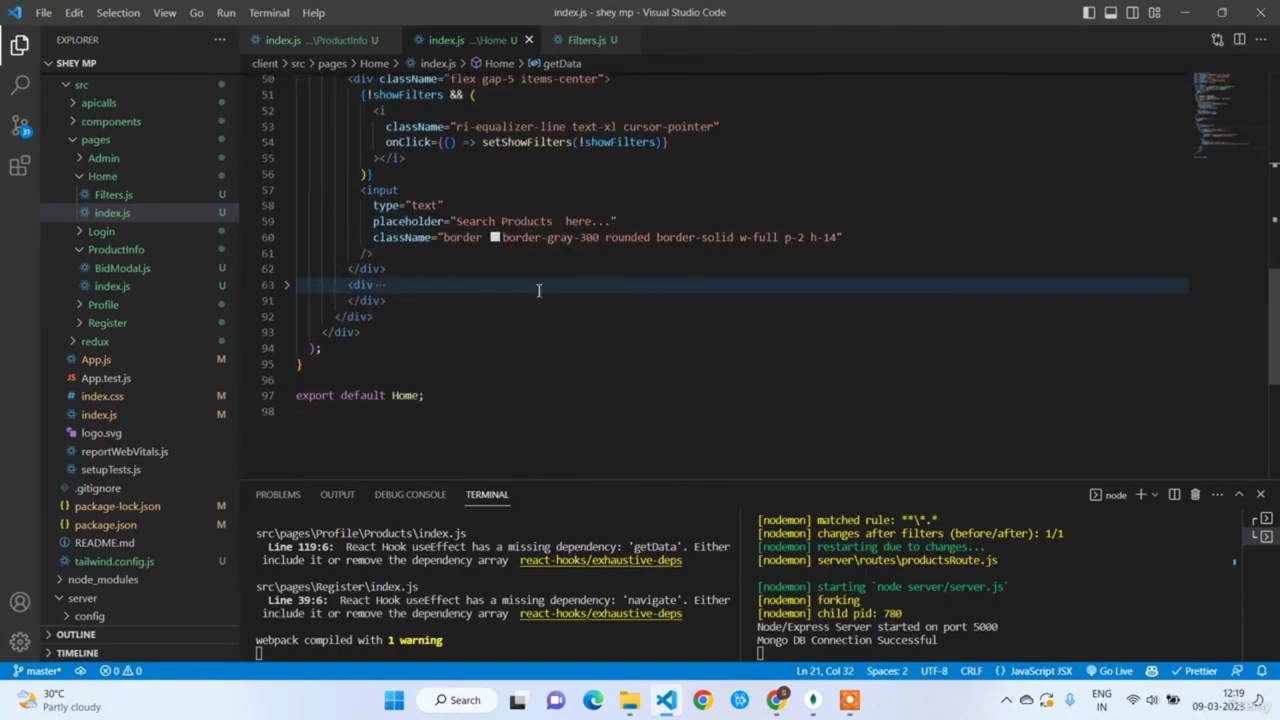 File Edit Selection View Go Run Terminal Help
index.js - shey mp - Visual Studio Code
EXPLORER
SHEY MP
src
apicalls
components
pages
Admin
Home
Filters.js U
index.js U
Login
ProductInfo
BidModal.js U
index.js U
Profile
Register
redux
App.js M
App.test.js
index.css M
index.js M
logo.svg
reportWebVitals.js
setupTests.js
.gitignore
package-lock.json M
package.json M
README.md
tailwind.config.js U
node_modules
server
config
OUTLINE
TIMELINE
31
index.js ...\ProductInfo U
index.js ...\Home U
Filters.js U
client > src > pages > Home > index.js > Home > getData
50 <div className="flex gap-5 items-center">
51 {!showFilters && (
52 <i
53 className="ri-equalizer-line text-xl cursor-pointer"
54 onClick={() => setShowFilters(!showFilters)}
55 ></i>
56 )}
57 <input
58 type="text"
59 placeholder="Search Products  here..."
60 className="border border-gray-300 rounded border-solid w-full p-2 h-14"
61 />
62 </div>
63 <div ...
91 </div>
92 </div>
93 </div>
94 );
95 }
96
97 export default Home;
98
PROBLEMS OUTPUT DEBUG CONSOLE TERMINAL
node
src\pages\Profile\Products\index.js
Line 119:6: React Hook useEffect has a missing dependency: 'getData'. Either
include it or remove the dependency array react-hooks/exhaustive-deps
src\pages\Register\index.js
Line 39:6: React Hook useEffect has a missing dependency: 'navigate'. Either
include it or remove the dependency array react-hooks/exhaustive-deps
webpack compiled with 1 warning
[nodemon] matched rule: **\*.*
[nodemon] changes after filters (before/after): 1/1
[nodemon] restarting due to changes...
[nodemon] server\routes\productsRoute.js
[nodemon] starting `node server/server.js`
[nodemon] forking
[nodemon] child pid: 780
Node/Express Server started on port 5000
Mongo DB Connection Successful
master* 0 0
Ln 21, Col 32 Spaces: 2 UTF-8 CRLF {} JavaScript JSX Go Live Prettier
30°C
Partly cloudy
Search
ENG
IN
12:19
09-03-2023